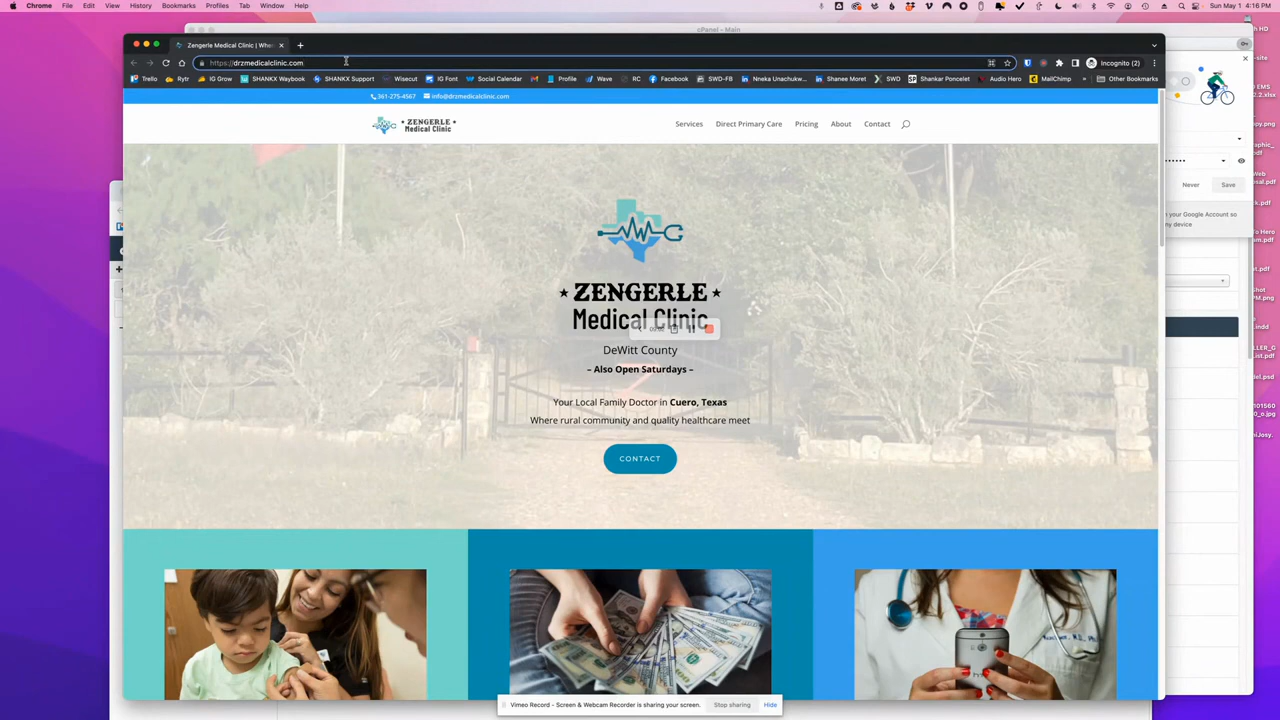 Chrome File Edit View History Bookmarks Profiles Tab Window Help
Sun May 1 4:16 PM
cPanel - Main
Zengerle Medical Clinic | Whe
https://drzmedicalclinic.com
Incognito (2)
Trello Rytr IG Grow SHANKX Waybook SHANKX Support Wisecut IG Font Social Calendar Profile Wave RC Facebook SWD-FB Nneka Unachukw... Shanee Moret SWD Shankar Poncelet Audio Hero MailChimp Other Bookmarks
361-275-4567 info@drzmedicalclinic.com
ZENGERLE
Medical Clinic
Services Direct Primary Care Pricing About Contact
Never Save
your Google Account so
ny device
ZENGERLE
Medical Clinic
DeWitt County
– Also Open Saturdays –
Your Local Family Doctor in Cuero, Texas
Where rural community and quality healthcare meet
CONTACT
Vimeo Record - Screen & Webcam Recorder is sharing your screen. Stop sharing Hide